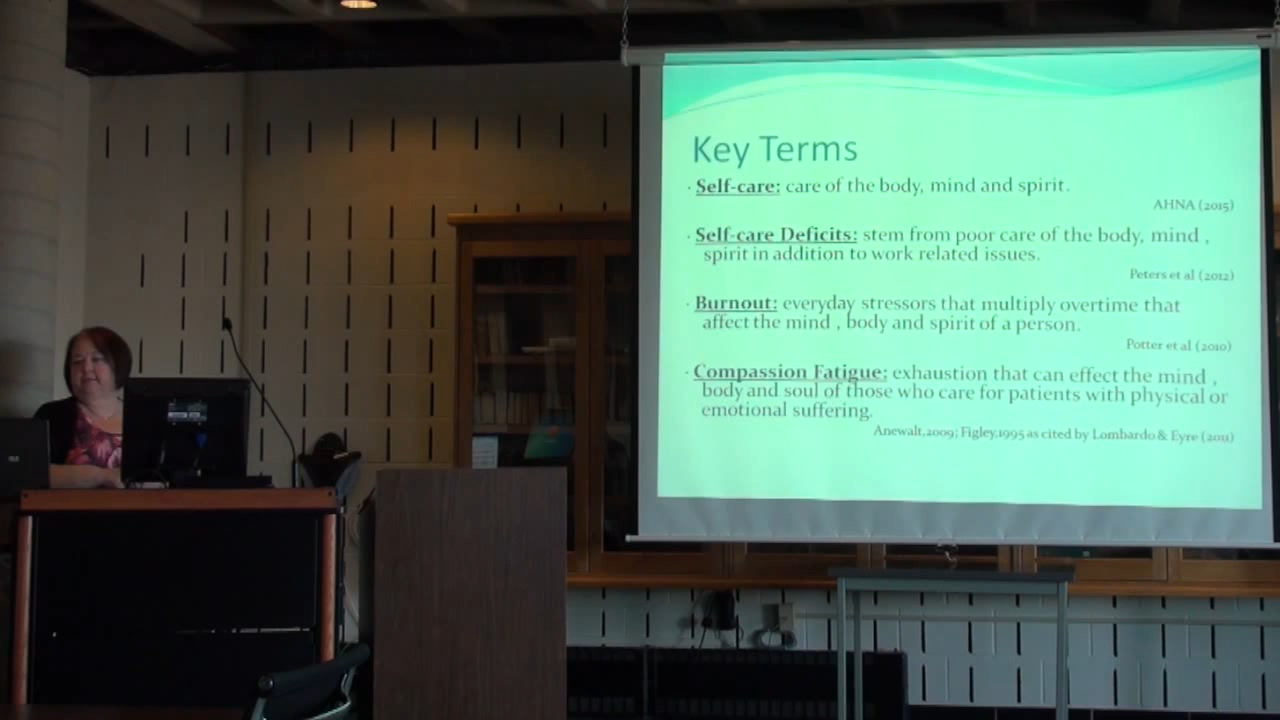 Key Terms
· Self-care: care of the body, mind and spirit.
AHNA (2015)
· Self-care Deficits: stem from poor care of the body, mind ,
spirit in addition to work related issues.
Peters et al (2012)
· Burnout: everyday stressors that multiply overtime that
affect the mind , body and spirit of a person.
Potter et al (2010)
· Compassion Fatigue: exhaustion that can effect the mind ,
body and soul of those who care for patients with physical or
emotional suffering.
Anewalt,2009; Figley,1995 as cited by Lombardo & Eyre (2011)